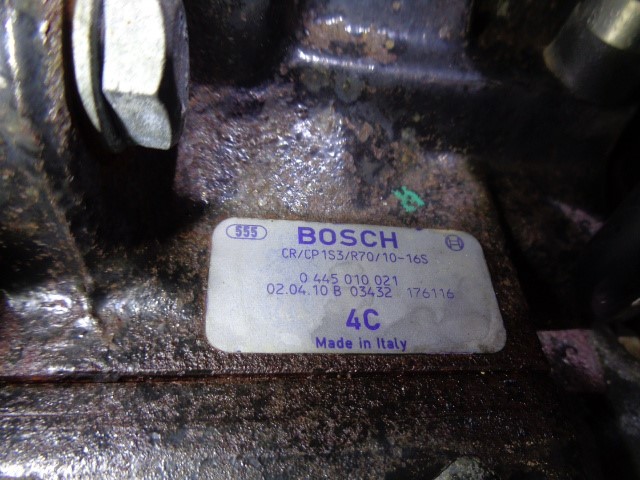 555 BOSCH
CR/CP1S3/R70/10-16S
0 445 010 021
02.04.10 B 03432 176116
4C
Made in Italy